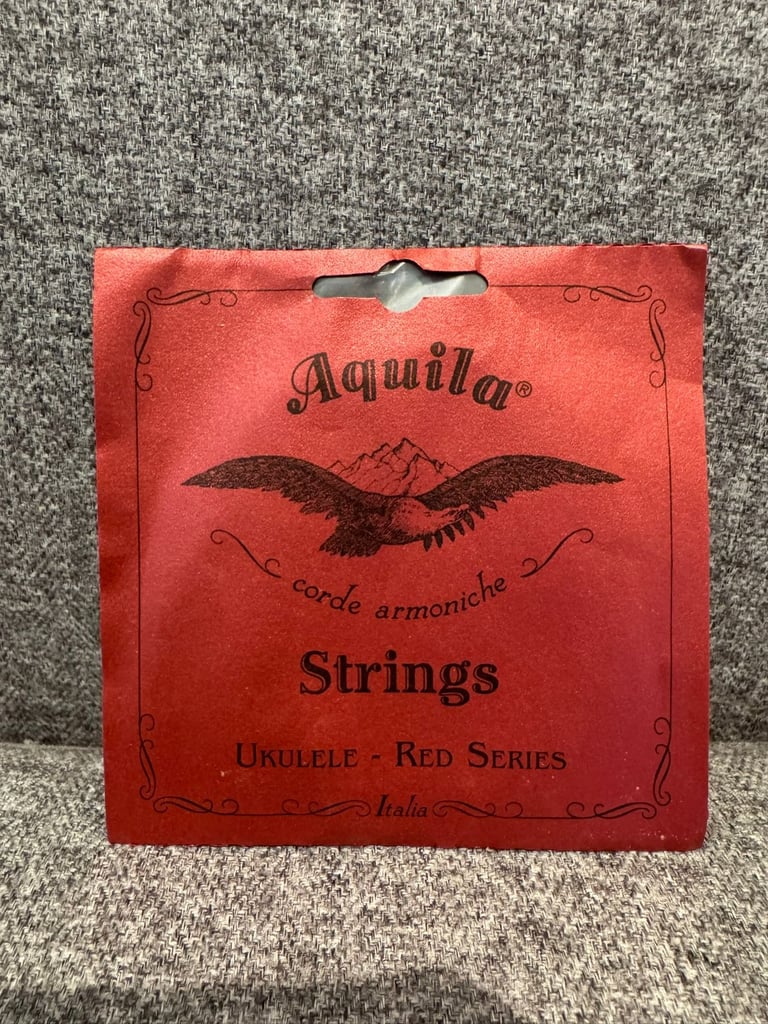 Aquila®
corde armoniche
Strings
UKULELE - RED SERIES
Italia